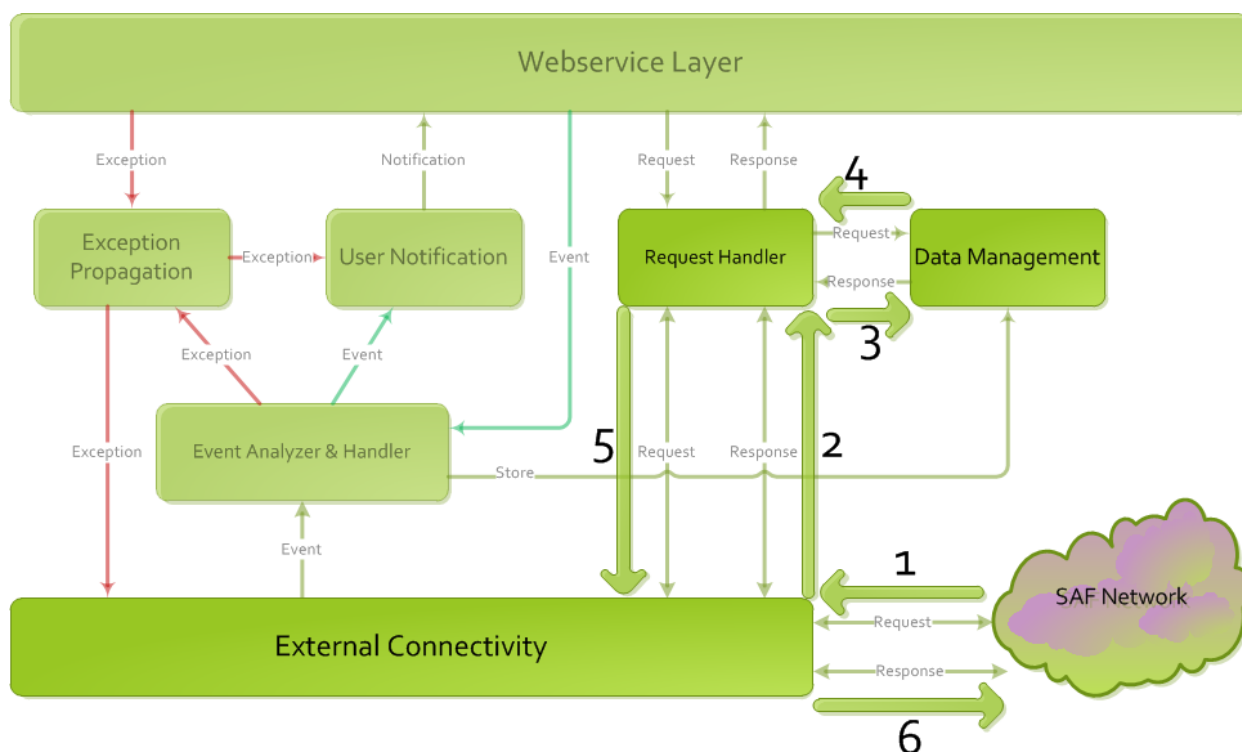 Webservice Layer
Exception
Notification
Request
Response
4
Exception
Propagation
User Notification
Request Handler
Data Management
Request
Exception
Event
Response
3
Exception
Event
Exception
5
Request
Response
2
Event Analyzer & Handler
Store
Event
1
SAF Network
Request
External Connectivity
Response
6